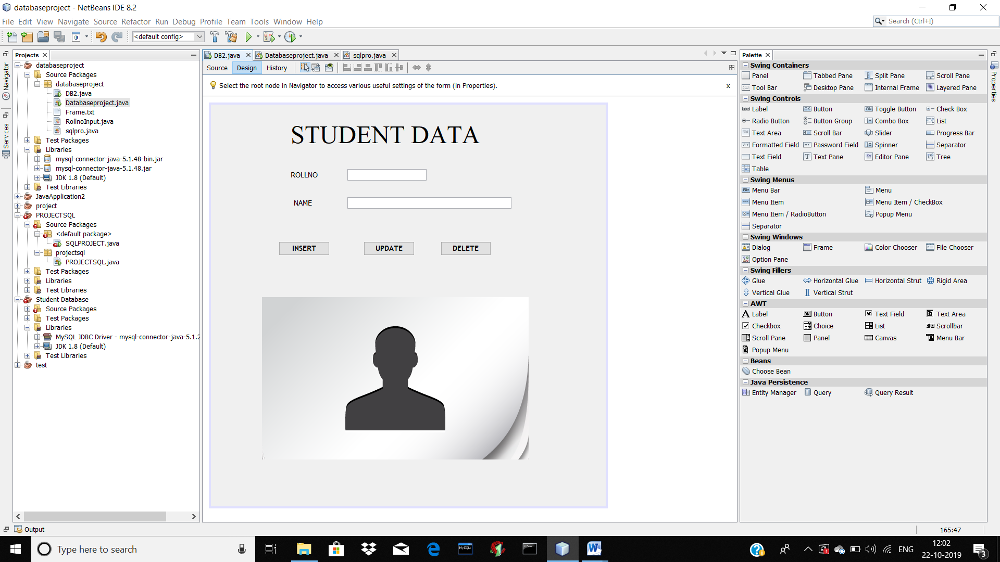 databaseproject - NetBeans IDE 8.2
File Edit View Navigate Source Refactor Run Debug Profile Team Tools Window Help
Search (Ctrl+I)
<default config>
Projects
Navigator
Services
databaseproject
Source Packages
databaseproject
DB2.java
Databaseproject.java
Frame.txt
RollnoInput.java
sqlpro.java
Test Packages
Libraries
mysql-connector-java-5.1.48-bin.jar
mysql-connector-java-5.1.48.jar
JDK 1.8 (Default)
Test Libraries
JavaApplication2
project
PROJECTSQL
Source Packages
<default package>
SQLPROJECT.java
projectsql
PROJECTSQL.java
Test Packages
Libraries
Test Libraries
Student Database
Source Packages
Test Packages
Libraries
MySQL JDBC Driver - mysql-connector-java-5.1.2
JDK 1.8 (Default)
Test Libraries
test
DB2.java Databaseproject.java sqlpro.java
Source Design History
Select the root node in Navigator to access various useful settings of the form (in Properties). x
STUDENT DATA
ROLLNO
NAME
INSERT UPDATE DELETE
Palette
Properties
Swing Containers
Panel Tabbed Pane Split Pane Scroll Pane
Tool Bar Desktop Pane Internal Frame Layered Pane
Swing Controls
Label Button Toggle Button Check Box
Radio Button Button Group Combo Box List
Text Area Scroll Bar Slider Progress Bar
Formatted Field Password Field Spinner Separator
Text Field Text Pane Editor Pane Tree
Table
Swing Menus
Menu Bar Menu
Menu Item Menu Item / CheckBox
Menu Item / RadioButton Popup Menu
Separator
Swing Windows
Dialog Frame Color Chooser File Chooser
Option Pane
Swing Fillers
Glue Horizontal Glue Horizontal Strut Rigid Area
Vertical Glue Vertical Strut
AWT
Label Button Text Field Text Area
Checkbox Choice List Scrollbar
Scroll Pane Panel Canvas Menu Bar
Popup Menu
Beans
Choose Bean
Java Persistence
Entity Manager Query Query Result
Output
165:47
Type here to search
ENG
12:02
22-10-2019
3